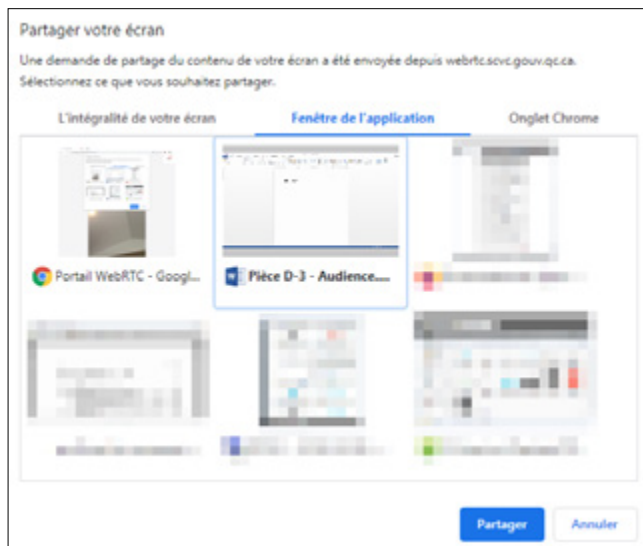 Partager votre écran
Une demande de partage du contenu de votre écran a été envoyée depuis webrtc.scvc.gouv.qc.ca.
Sélectionnez ce que vous souhaitez partager.
L'intégralité de votre écran
Fenêtre de l'application
Onglet Chrome
Portail WebRTC - Googl...
Pièce D-3 - Audience....
Partager
Annuler